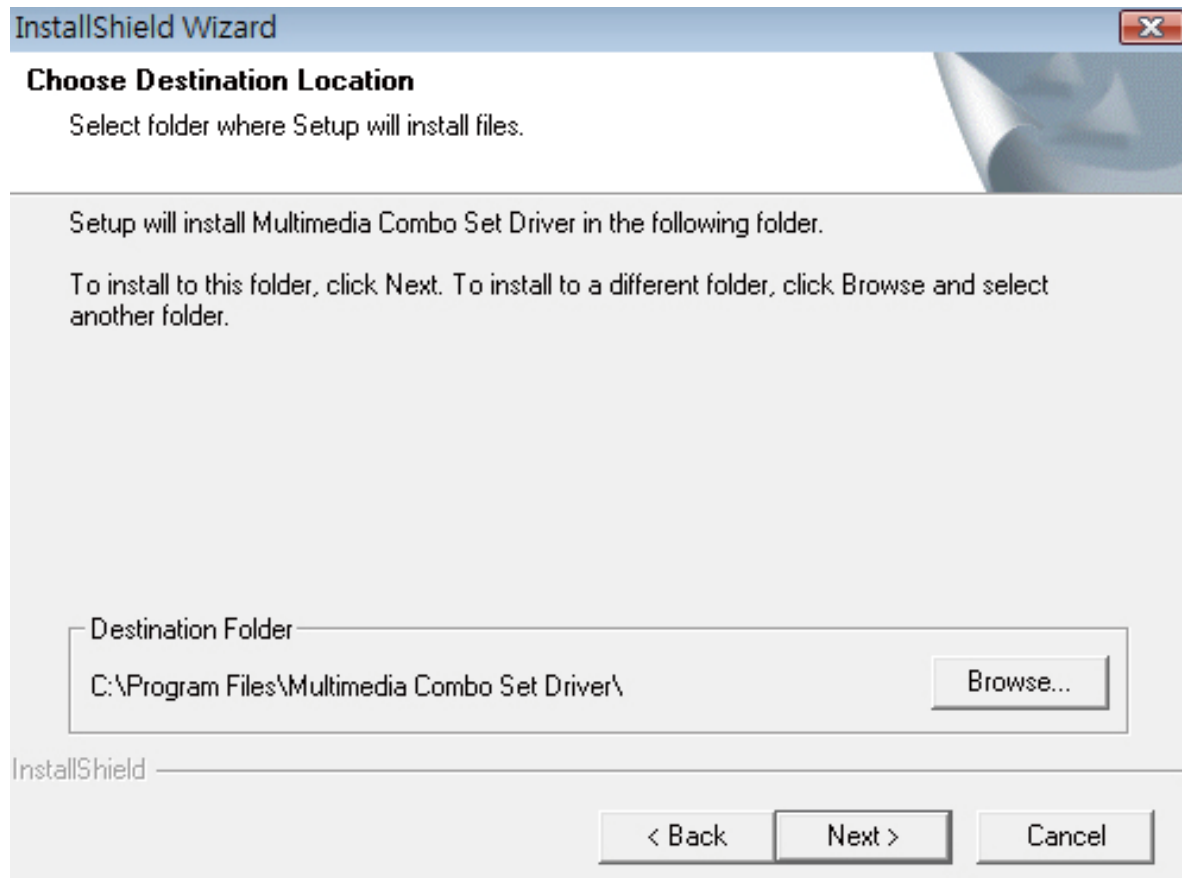 InstallShield Wizard
Choose Destination Location
Select folder where Setup will install files.
Setup will install Multimedia Combo Set Driver in the following folder.
To install to this folder, click Next. To install to a different folder, click Browse and select
another folder.
Destination Folder
C:\Program Files\Multimedia Combo Set Driver\
Browse...
InstallShield
< Back
Next >
Cancel